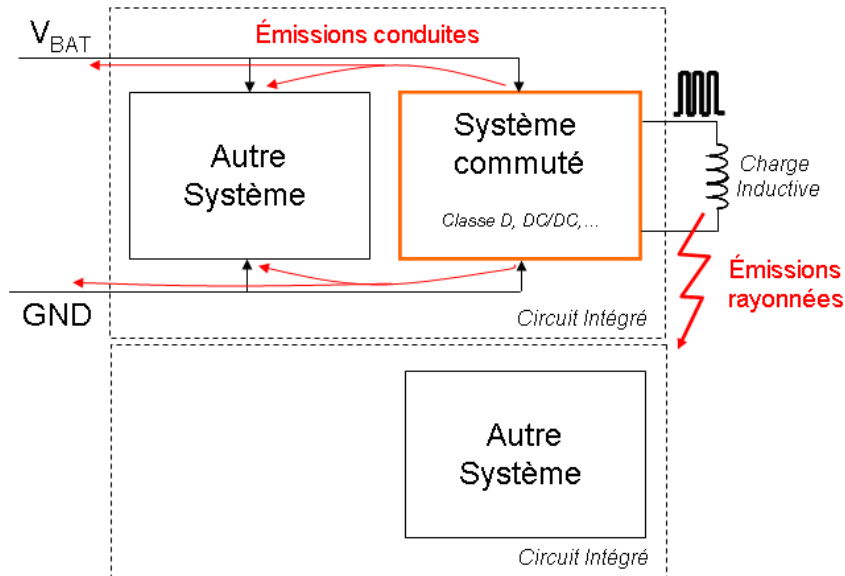 V_BAT
Émissions conduites
Autre
Système
Système
commuté
Classe D, DC/DC,...
Charge
Inductive
Émissions
rayonnées
GND
Circuit Intégré
Autre
Système
Circuit Intégré